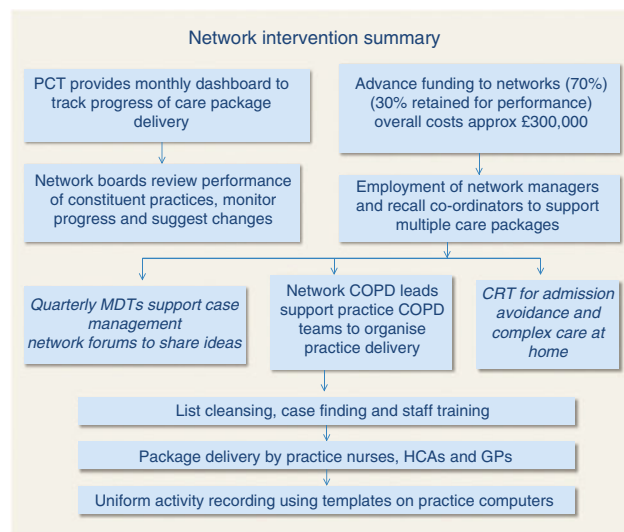 Network intervention summary
PCT provides monthly dashboard to
track progress of care package
delivery
Advance funding to networks (70%)
(30% retained for performance)
overall costs approx £300,000
Network boards review performance
of constituent practices, monitor
progress and suggest changes
Employment of network managers
and recall co-ordinators to support
multiple care packages
Quarterly MDTs support case
management
network forums to share ideas
Network COPD leads
support practice COPD
teams to organise
practice delivery
CRT for admission
avoidance and
complex care at
home
List cleansing, case finding and staff training
Package delivery by practice nurses, HCAs and GPs
Uniform activity recording using templates on practice computers